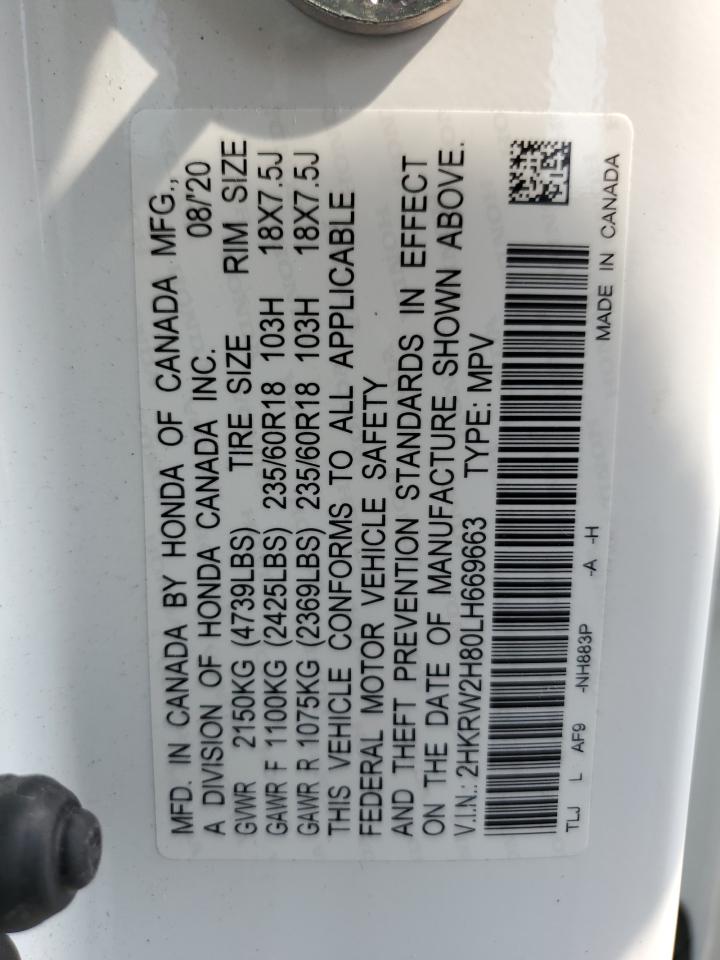 MFD. IN CANADA BY HONDA OF CANADA MFG.,
A DIVISION OF HONDA CANADA INC. 08/'20
GVWR 2150KG (4739LBS) TIRE SIZE RIM SIZE
GAWR F 1100KG (2425LBS) 235/60R18 103H 18X7.5J
GAWR R 1075KG (2369LBS) 235/60R18 103H 18X7.5J
THIS VEHICLE CONFORMS TO ALL APPLICABLE
FEDERAL MOTOR VEHICLE SAFETY
AND THEFT PREVENTION STANDARDS IN EFFECT
ON THE DATE OF MANUFACTURE SHOWN ABOVE.
V.I.N.: 2HKRW2H80LH669663 TYPE: MPV
TLJ L AF9 -NH883P -A -H
MADE IN CANADA